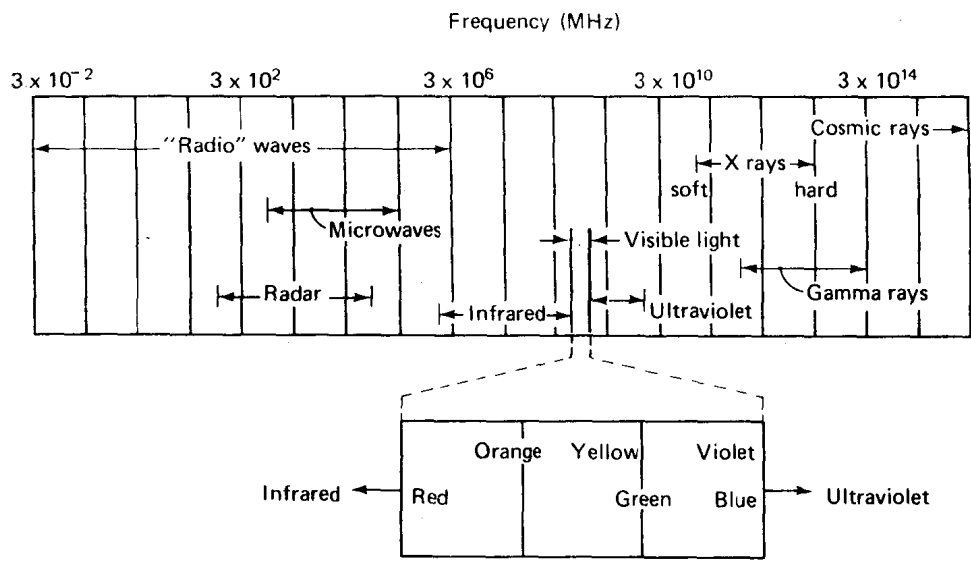 Frequency (MHz)
3 x 10⁻² 3 x 10² 3 x 10⁶ 3 x 10¹⁰ 3 x 10¹⁴
Cosmic rays
"Radio" waves
X rays
soft hard
Microwaves
Visible light
Radar
Gamma rays
Infrared
Ultraviolet
Orange Yellow Violet
Infrared Red Green Blue Ultraviolet